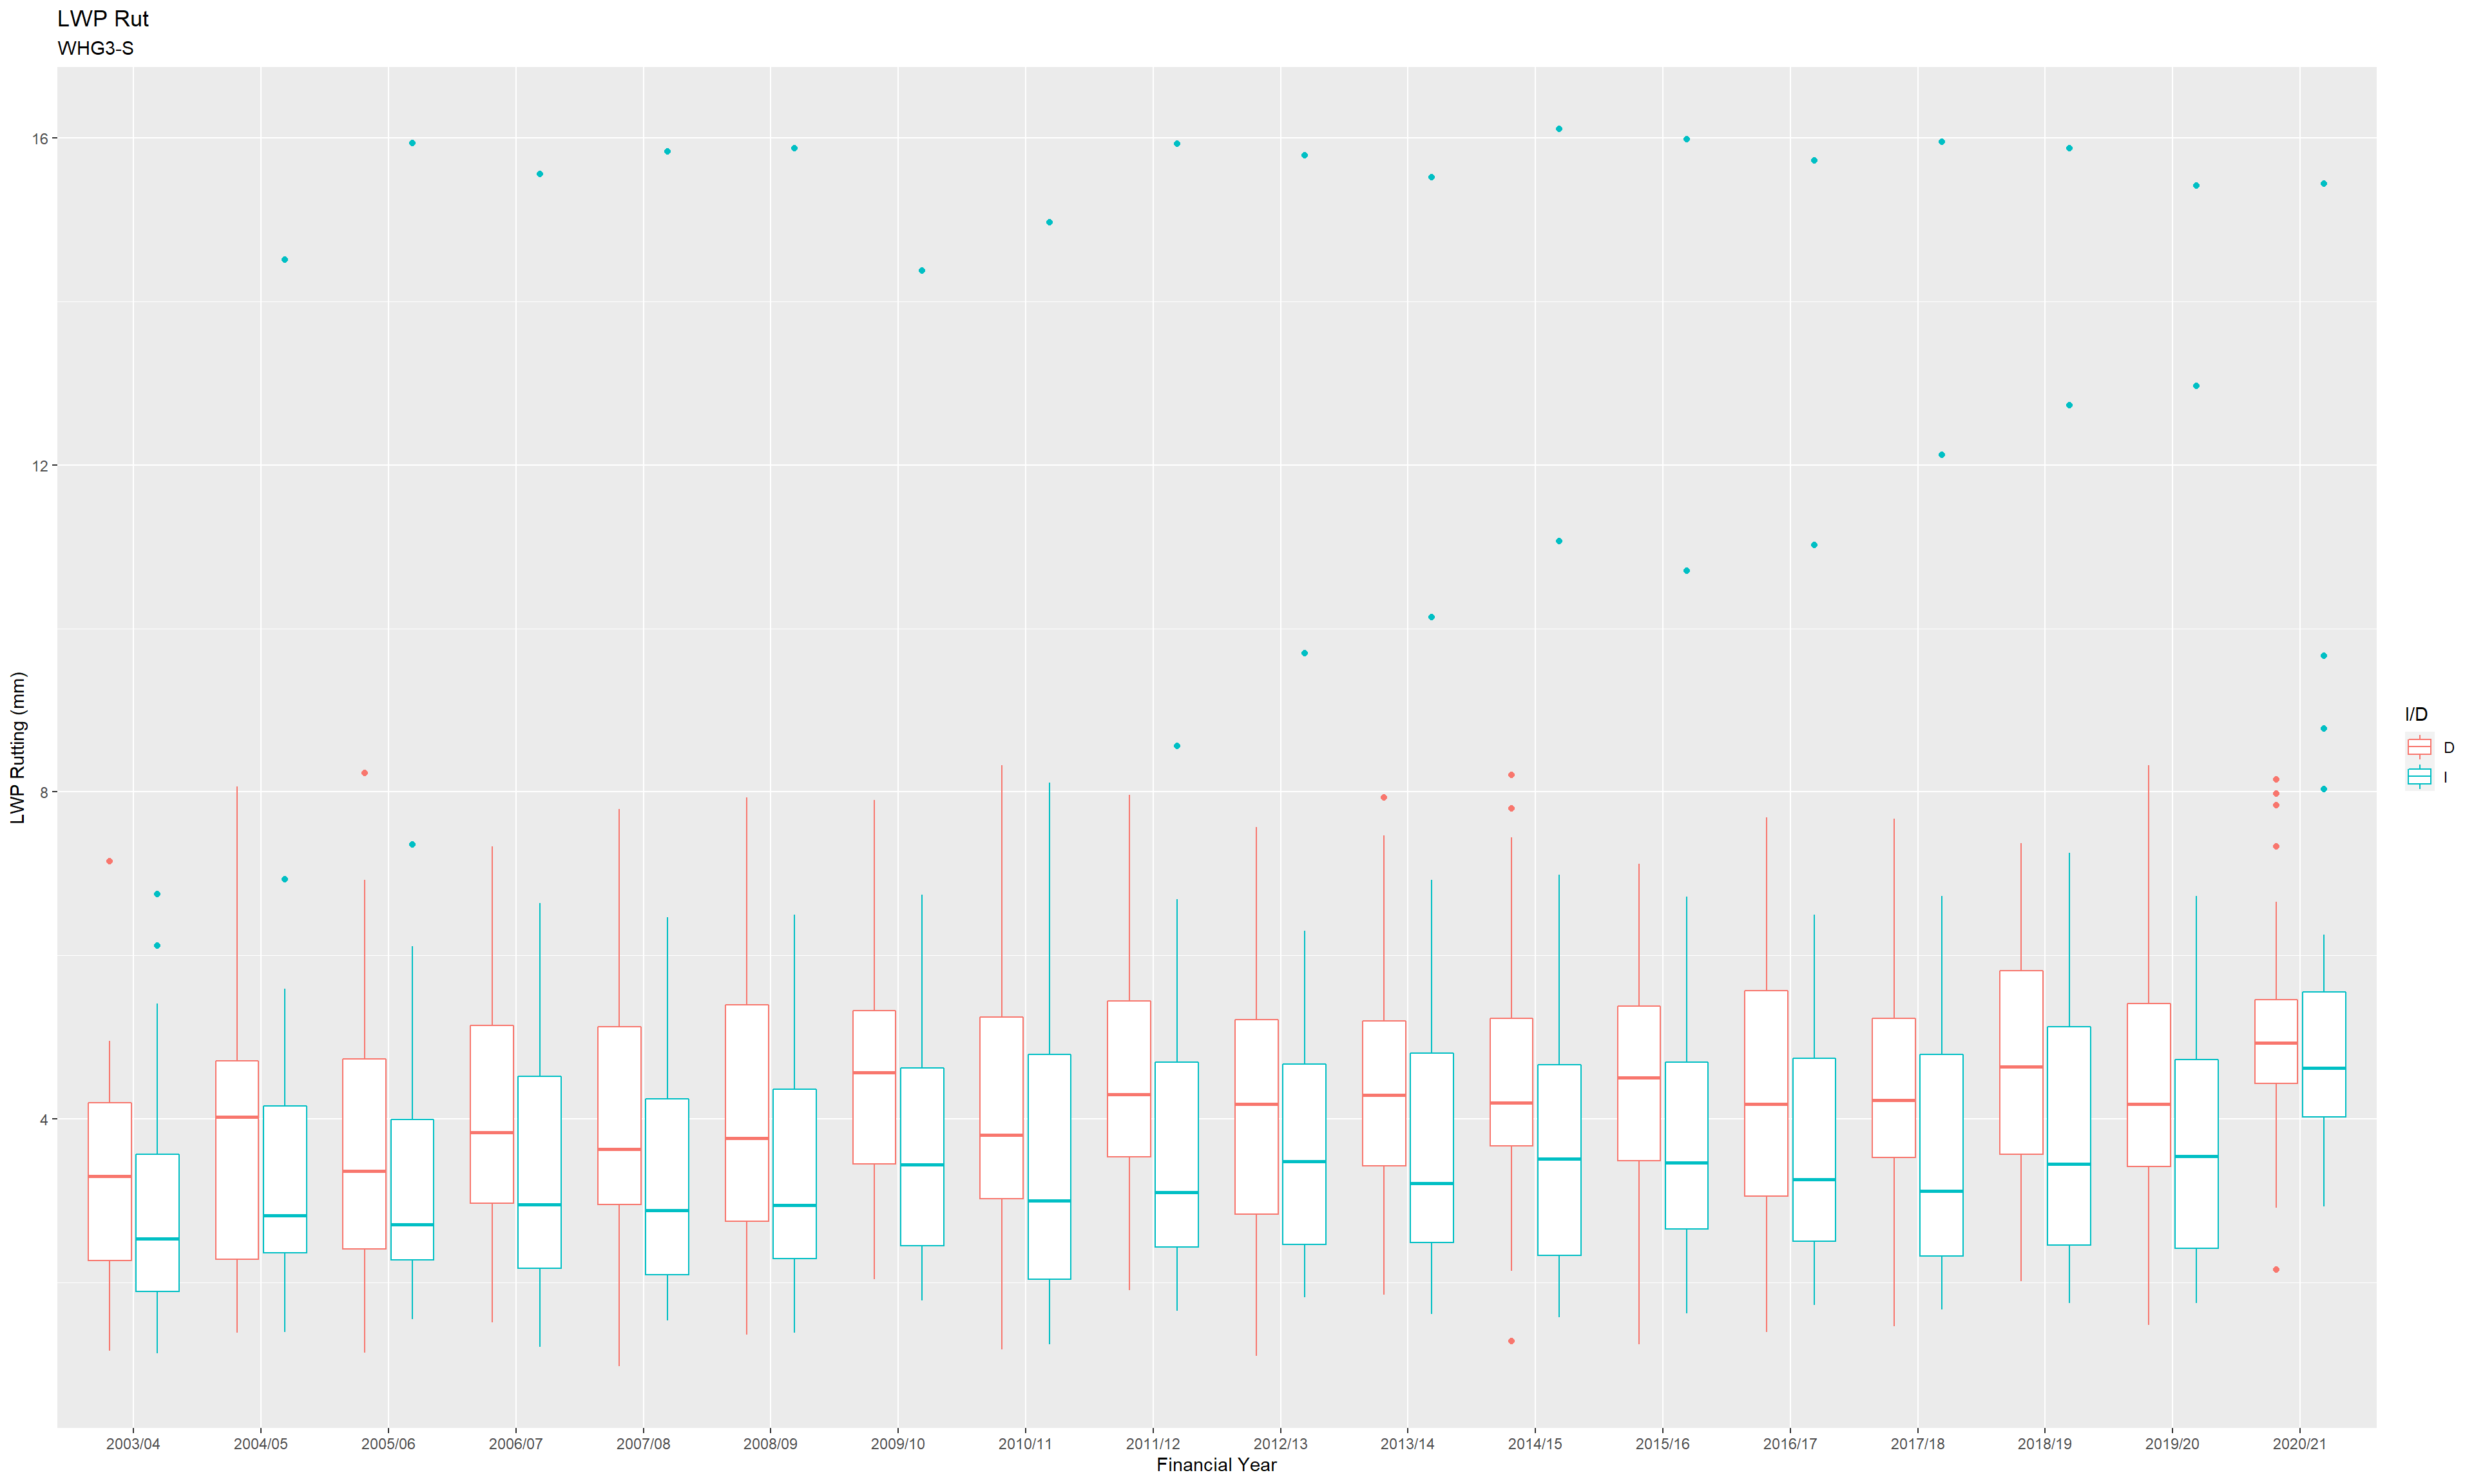 LWP Rut
WHG3-S
LWP Rutting (mm)
16
12
8
4
2003/04 2004/05 2005/06 2006/07 2007/08 2008/09 2009/10 2010/11 2011/12 2012/13 2013/14 2014/15 2015/16 2016/17 2017/18 2018/19 2019/20 2020/21
Financial Year
I/D
D
I